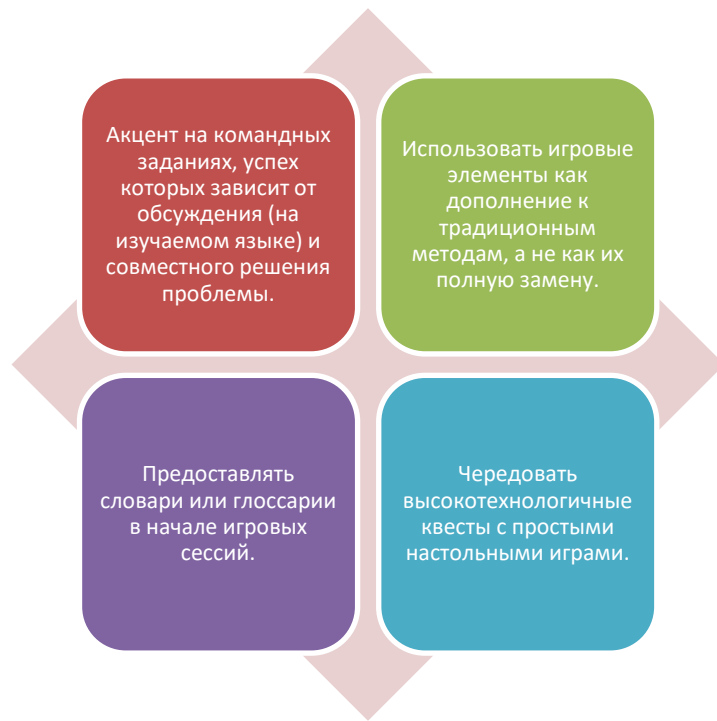 Акцент на командных
заданиях, успех
которых зависит от
обсуждения (на
изучаемом языке) и
совместного решения
проблемы.
Использовать игровые
элементы как
дополнение к
традиционным
методам, а не как их
полную замену.
Предоставлять
словари или глоссарии
в начале игровых
сессий.
Чередовать
высокотехнологичные
квесты с простыми
настольными играми.